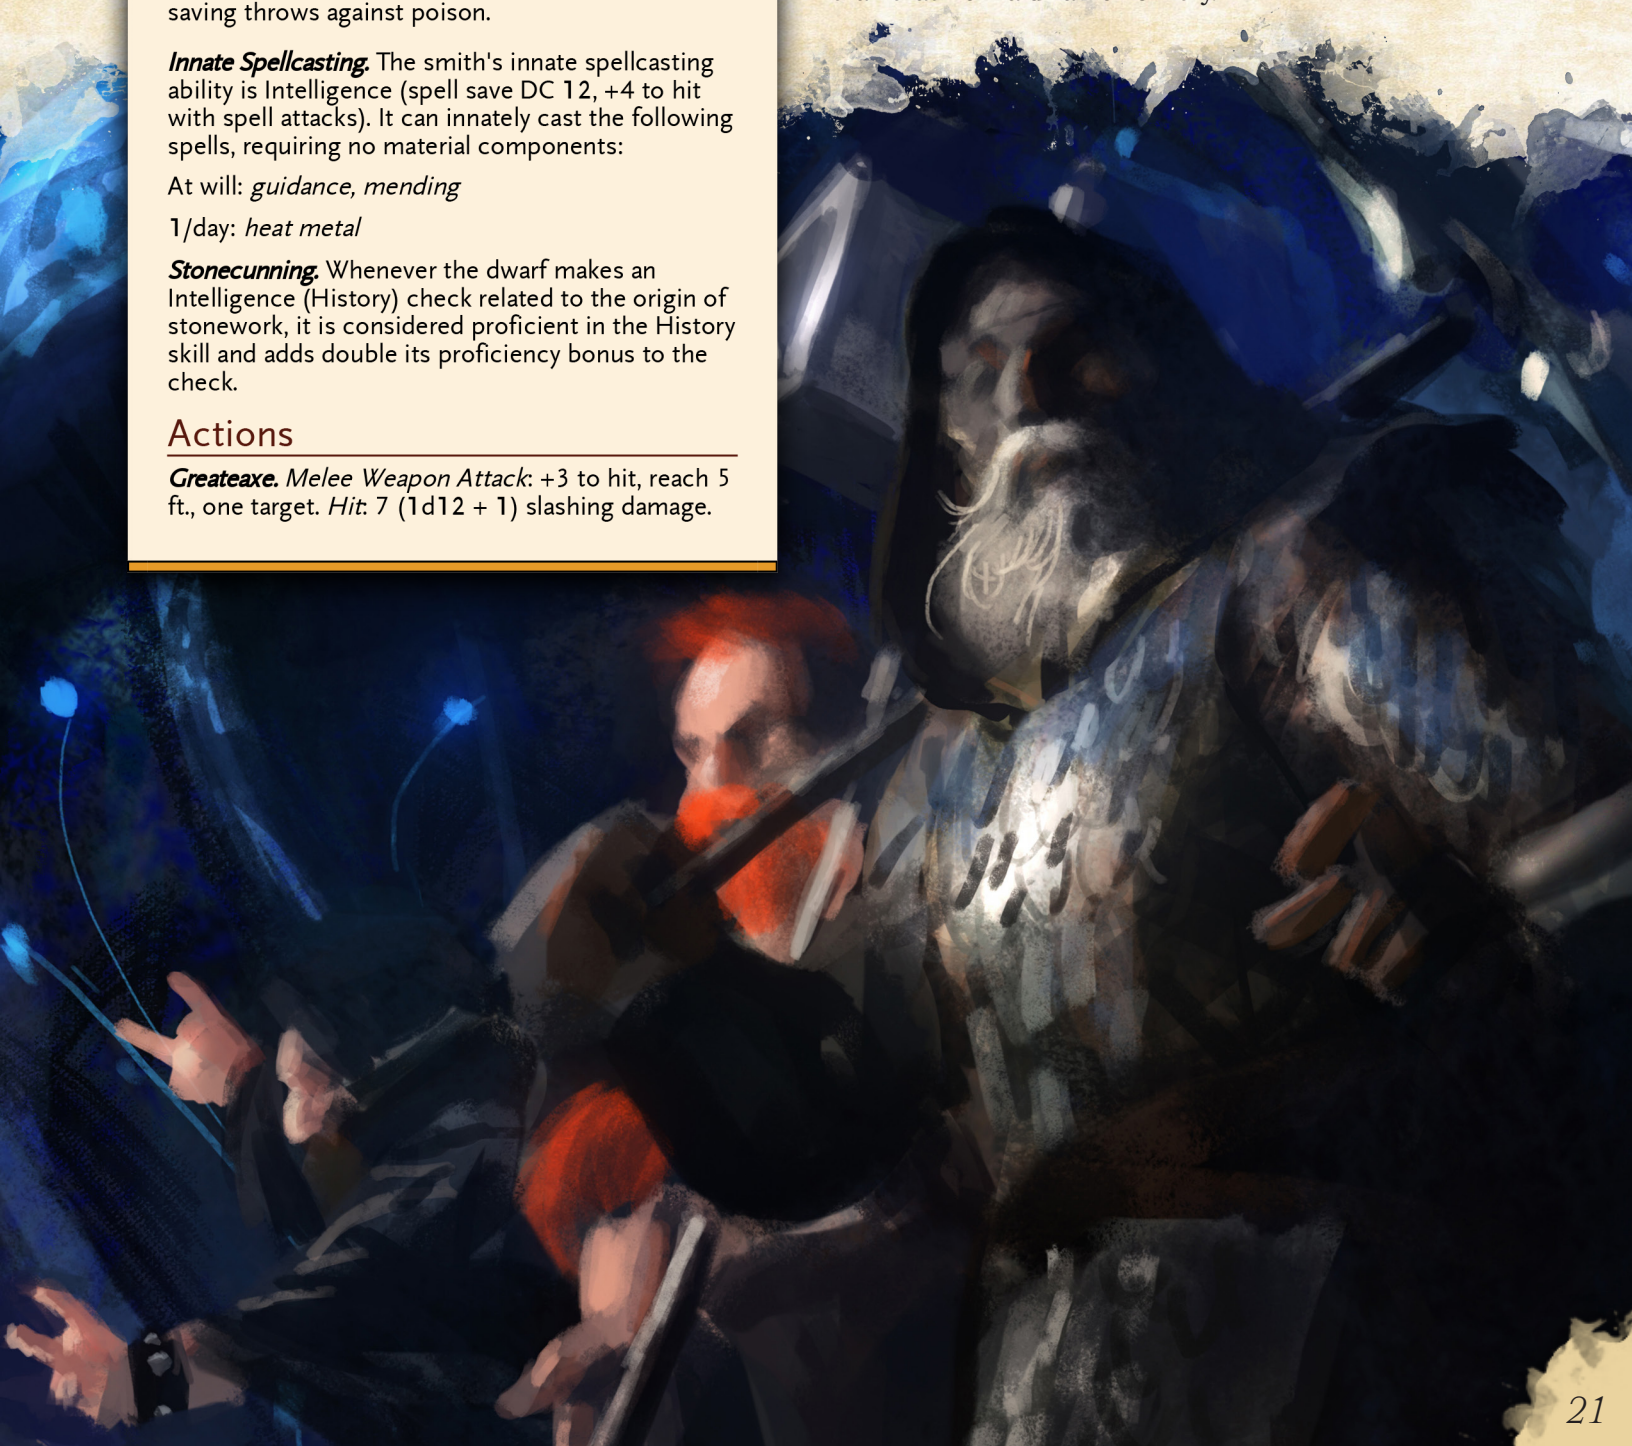 saving throws against poison.
Innate Spellcasting. The smith's innate spellcasting
ability is Intelligence (spell save DC 12, +4 to hit
with spell attacks). It can innately cast the following
spells, requiring no material components:
At will: guidance, mending
1/day: heat metal
Stonecunning. Whenever the dwarf makes an
Intelligence (History) check related to the origin of
stonework, it is considered proficient in the History
skill and adds double its proficiency bonus to the
check.
Actions
Greateaxe. Melee Weapon Attack: +3 to hit, reach 5
ft., one target. Hit: 7 (1d12 + 1) slashing damage.
21